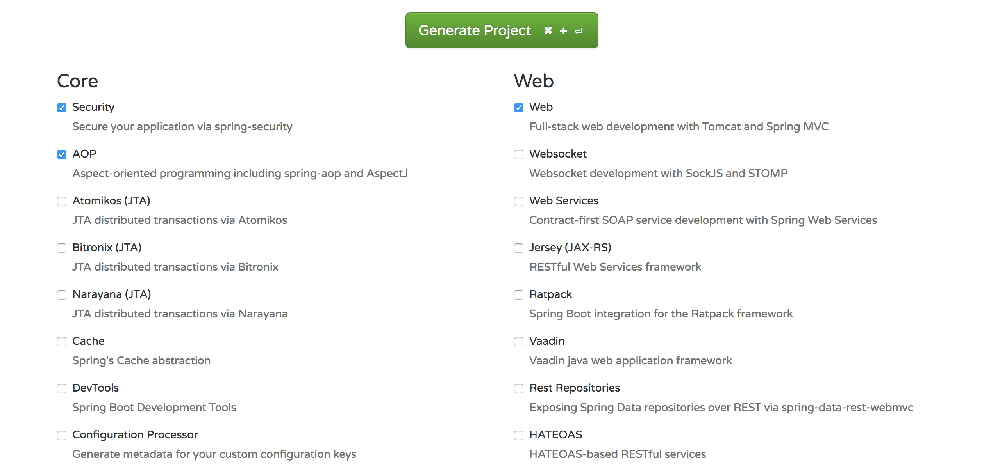 Generate Project ⌘ + ⏎
Core
Security
Secure your application via spring-security
AOP
Aspect-oriented programming including spring-aop and AspectJ
Atomikos (JTA)
JTA distributed transactions via Atomikos
Bitronix (JTA)
JTA distributed transactions via Bitronix
Narayana (JTA)
JTA distributed transactions via Narayana
Cache
Spring's Cache abstraction
DevTools
Spring Boot Development Tools
Configuration Processor
Generate metadata for your custom configuration keys
Web
Web
Full-stack web development with Tomcat and Spring MVC
Websocket
Websocket development with SockJS and STOMP
Web Services
Contract-first SOAP service development with Spring Web Services
Jersey (JAX-RS)
RESTful Web Services framework
Ratpack
Spring Boot integration for the Ratpack framework
Vaadin
Vaadin java web application framework
Rest Repositories
Exposing Spring Data repositories over REST via spring-data-rest-webmvc
HATEOAS
HATEOAS-based RESTful services